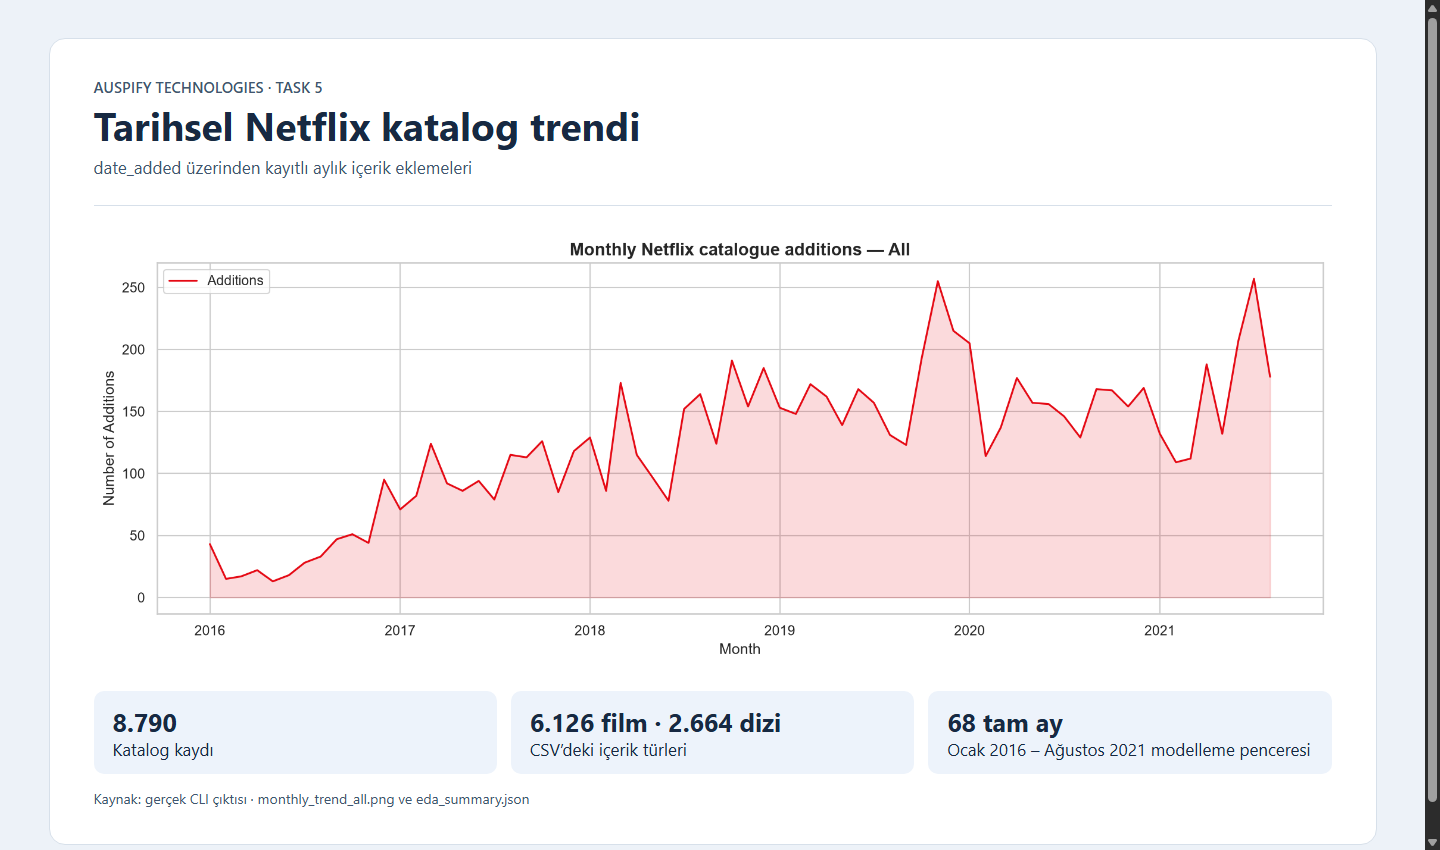 AUSPIFY TECHNOLOGIES · TASK 5
Tarihsel Netflix katalog trendi
date_added üzerinden kayıtlı aylık içerik eklemeleri
Monthly Netflix catalogue additions — All
Additions
250
200
150
100
50
0
Number of Additions
2016 2017 2018 2019 2020 2021
Month
8.790
Katalog kaydı
6.126 film · 2.664 dizi
CSV’deki içerik türleri
68 tam ay
Ocak 2016 – Ağustos 2021 modelleme penceresi
Kaynak: gerçek CLI çıktısı · monthly_trend_all.png ve eda_summary.json